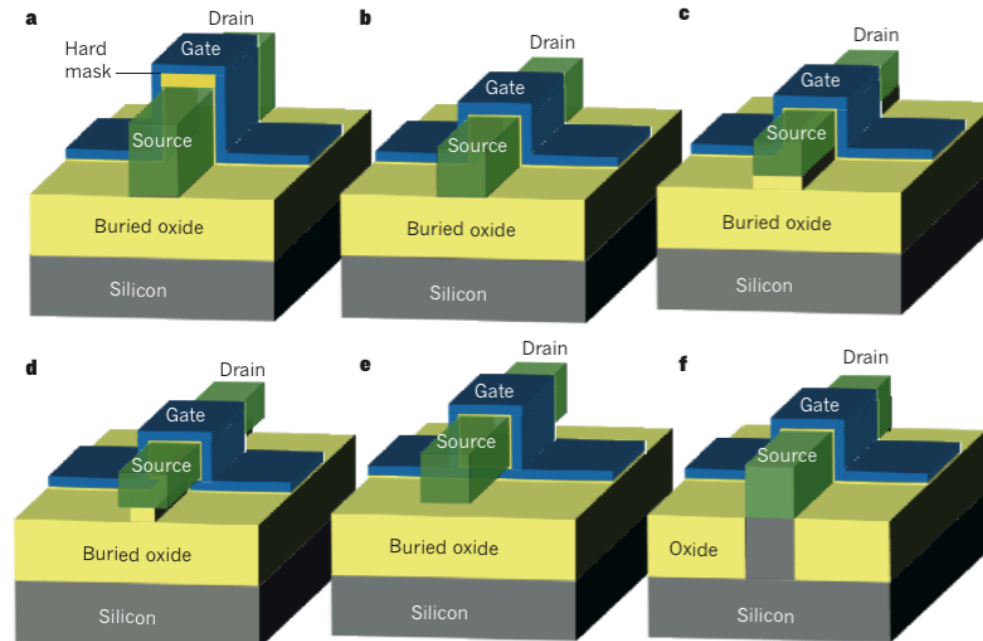 a
Drain
Hard
mask
Gate
Source
Buried oxide
Silicon
b
Drain
Gate
Source
Buried oxide
Silicon
c
Drain
Gate
Source
Buried oxide
Silicon
d
Drain
Gate
Source
Buried oxide
Silicon
e
Drain
Gate
Source
Buried oxide
Silicon
f
Drain
Gate
Source
Oxide
Silicon